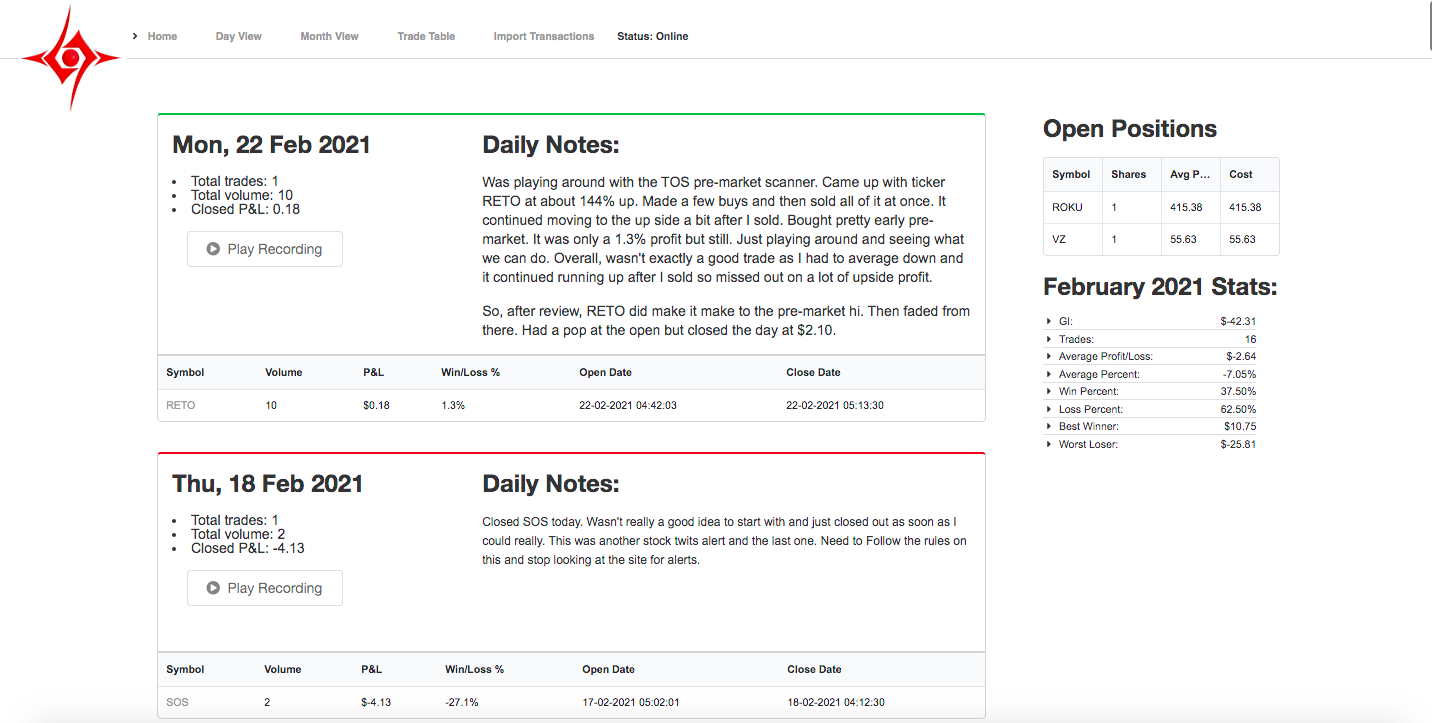 Home Day View Month View Trade Table Import Transactions Status: Online
Mon, 22 Feb 2021
Total trades: 1
Total volume: 10
Closed P&L: 0.18
Play Recording
Daily Notes:
Was playing around with the TOS pre-market scanner. Came up with ticker
RETO at about 144% up. Made a few buys and then sold all of it at once. It
continued moving to the up side a bit after I sold. Bought pretty early pre-
market. It was only a 1.3% profit but still. Just playing around and seeing what
we can do. Overall, wasn't exactly a good trade as I had to average down and
it continued running up after I sold so missed out on a lot of upside profit.
So, after review, RETO did make it make to the pre-market hi. Then faded from
there. Had a pop at the open but closed the day at $2.10.
Symbol Volume P&L Win/Loss % Open Date Close Date
RETO 10 $0.18 1.3% 22-02-2021 04:42:03 22-02-2021 05:13:30
Thu, 18 Feb 2021
Total trades: 1
Total volume: 2
Closed P&L: -4.13
Play Recording
Daily Notes:
Closed SOS today. Wasn't really a good idea to start with and just closed out as soon as I
could really. This was another stock twits alert and the last one. Need to Follow the rules on
this and stop looking at the site for alerts.
Symbol Volume P&L Win/Loss % Open Date Close Date
SOS 2 $-4.13 -27.1% 17-02-2021 05:02:01 18-02-2021 04:12:30
Open Positions
Symbol Shares Avg P... Cost
ROKU 1 415.38 415.38
VZ 1 55.63 55.63
February 2021 Stats:
Gl: $-42.31
Trades: 16
Average Profit/Loss: $-2.64
Average Percent: -7.05%
Win Percent: 37.50%
Loss Percent: 62.50%
Best Winner: $10.75
Worst Loser: $-25.81